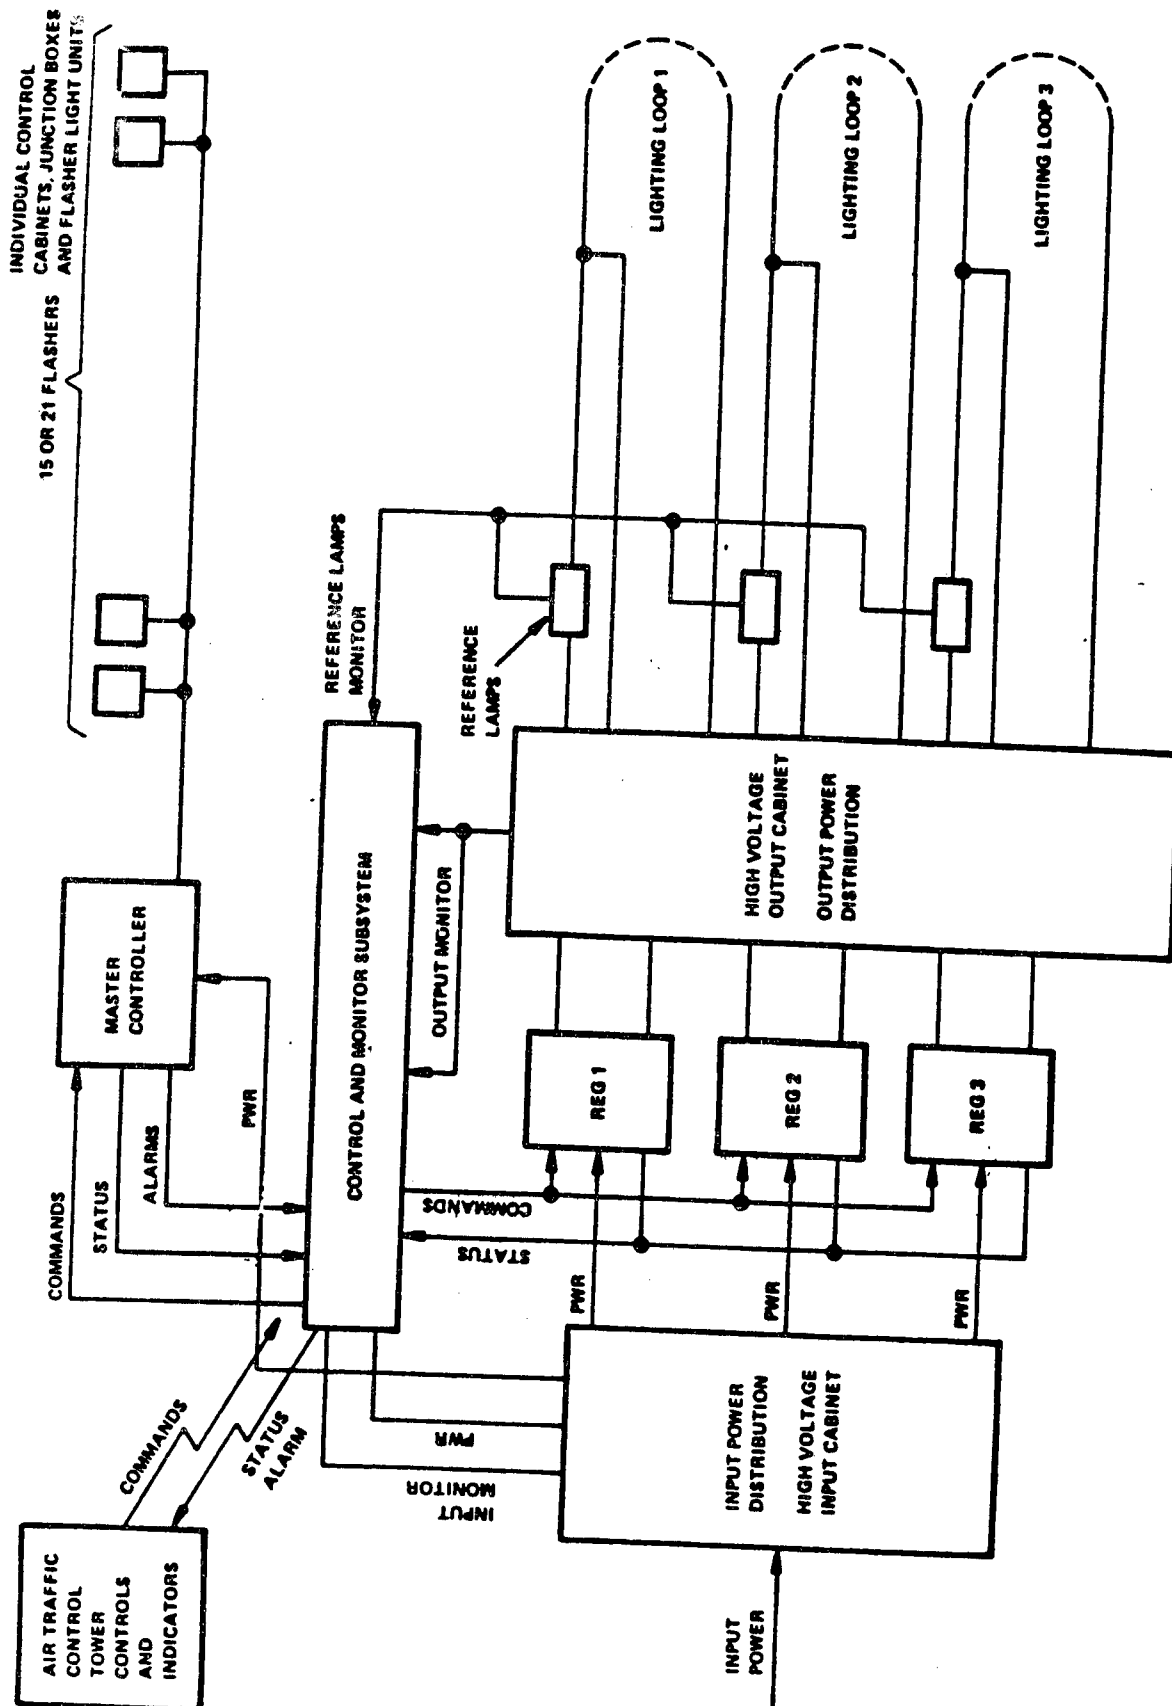 INDIVIDUAL CONTROL
CABINETS, JUNCTION BOXES
AND FLASHER LIGHT UNITS
15 OR 21 FLASHERS
AIR TRAFFIC
CONTROL
TOWER
CONTROLS
AND
INDICATORS
COMMANDS
STATUS
ALARM
COMMANDS
STATUS
ALARMS
MASTER
CONTROLLER
PWR
CONTROL AND MONITOR SUBSYSTEM
REFERENCE LAMPS
MONITOR
INPUT
MONITOR
PWR
STATUS
COMMANDS
OUTPUT MONITOR
REFERENCE
LAMPS
INPUT
POWER
INPUT POWER
DISTRIBUTION
HIGH VOLTAGE
INPUT CABINET
PWR
PWR
PWR
REG 1
REG 2
REG 3
HIGH VOLTAGE
OUTPUT CABINET
OUTPUT POWER
DISTRIBUTION
LIGHTING LOOP 1
LIGHTING LOOP 2
LIGHTING LOOP 3